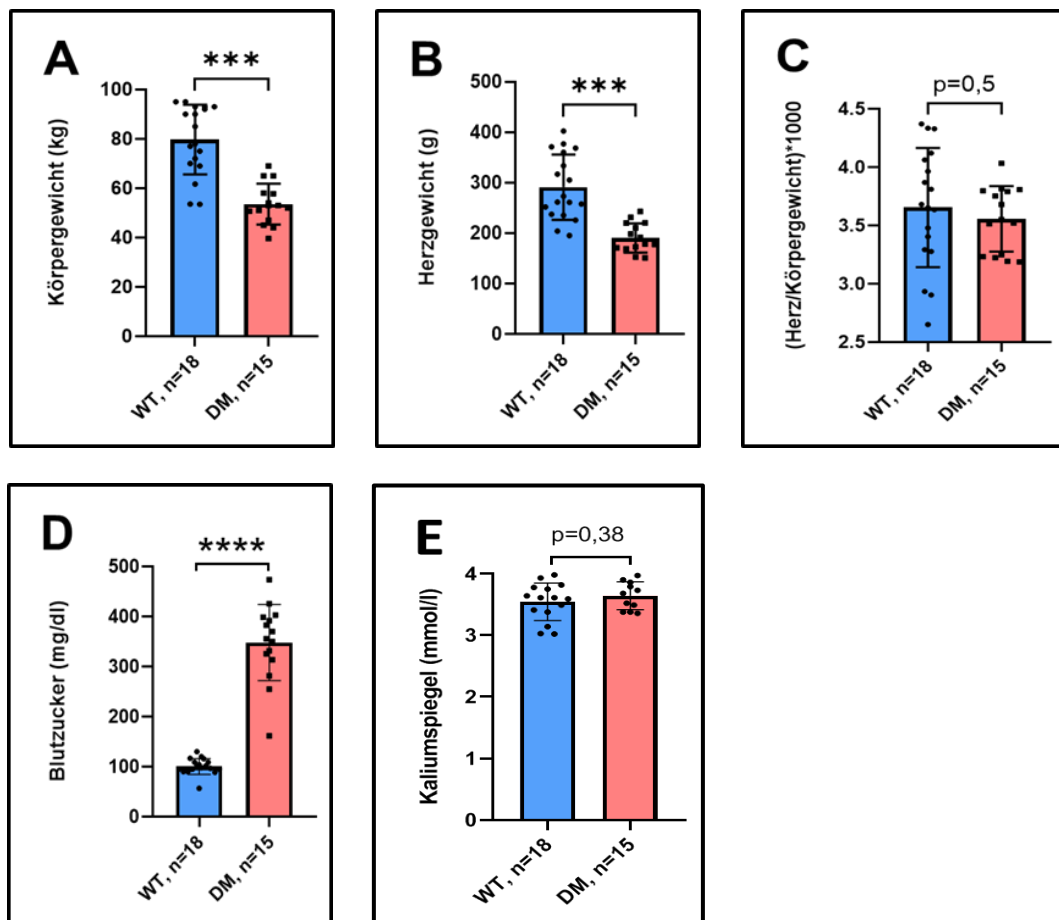 A
***
Körpergewicht (kg)
100
80
60
40
20
0
WT, n=18
DM, n=15
B
***
Herzgewicht (g)
500
400
300
200
100
0
WT, n=18
DM, n=15
C
p=0,5
(Herz/Körpergewicht)*1000
4.5
4.0
3.5
3.0
2.5
WT, n=18
DM, n=15
D
****
Blutzucker (mg/dl)
500
400
300
200
100
0
WT, n=18
DM, n=15
E
p=0,38
Kaliumspiegel (mmol/l)
4
3
2
1
0
WT, n=18
DM, n=15